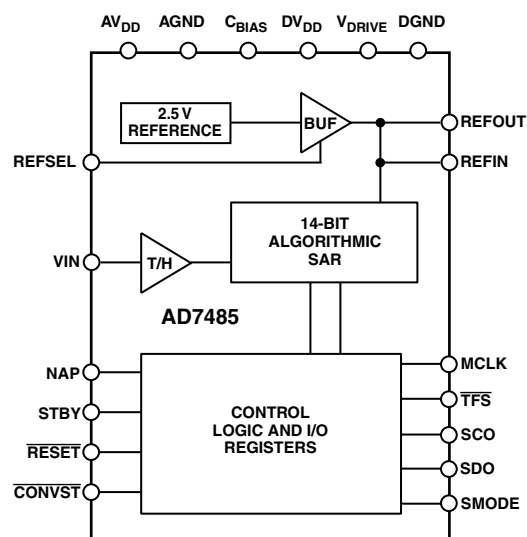 AVDD AGND CBIAS DVDD VDRIVE DGND
2.5 V
REFERENCE
BUF
REFOUT
REFSEL
REFIN
14-BIT
ALGORITHMIC
SAR
VIN
T/H
AD7485
NAP
STBY
RESET
CONVST
CONTROL
LOGIC AND I/O
REGISTERS
MCLK
TFS
SCO
SDO
SMODE